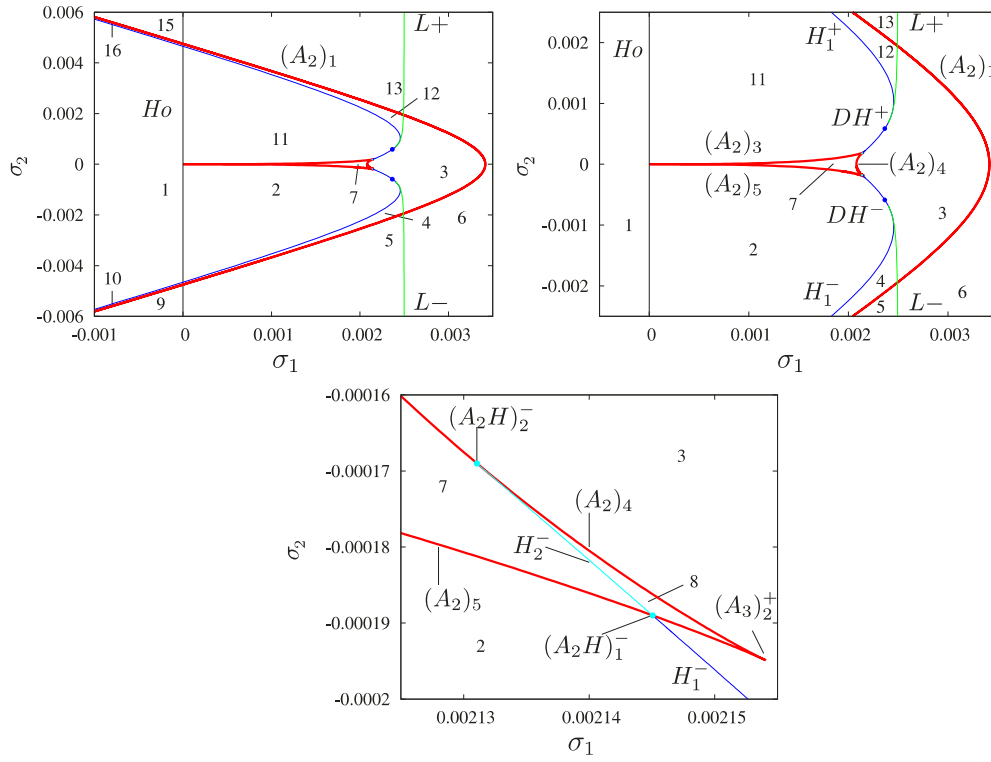 0.006
0.004
0.002
0
-0.002
-0.004
-0.006
-0.001
0.000
0.001
0.002
0.003
σ₂
σ₁
15
16
(A₂)₁
L+
13
12
Ho
11
1
2
7
3
6
4
5
10
9
L−
0.002
0.001
0
-0.001
-0.002
0.000
0.001
0.002
0.003
σ₂
σ₁
Ho
H₁⁺
13
L+
12
(A₂)₁
11
DH⁺
(A₂)₃
(A₂)₄
(A₂)₅
7
DH⁻
3
1
2
H₁⁻
4
5
6
L−
-0.00016
-0.00017
-0.00018
-0.00019
-0.0002
0.00213
0.00214
0.00215
σ₂
σ₁
(A₂H)₂⁻
3
7
(A₂)₄
H₂⁻
8
(A₂)₅
(A₃)₂⁺
2
(A₂H)₁⁻
H₁⁻